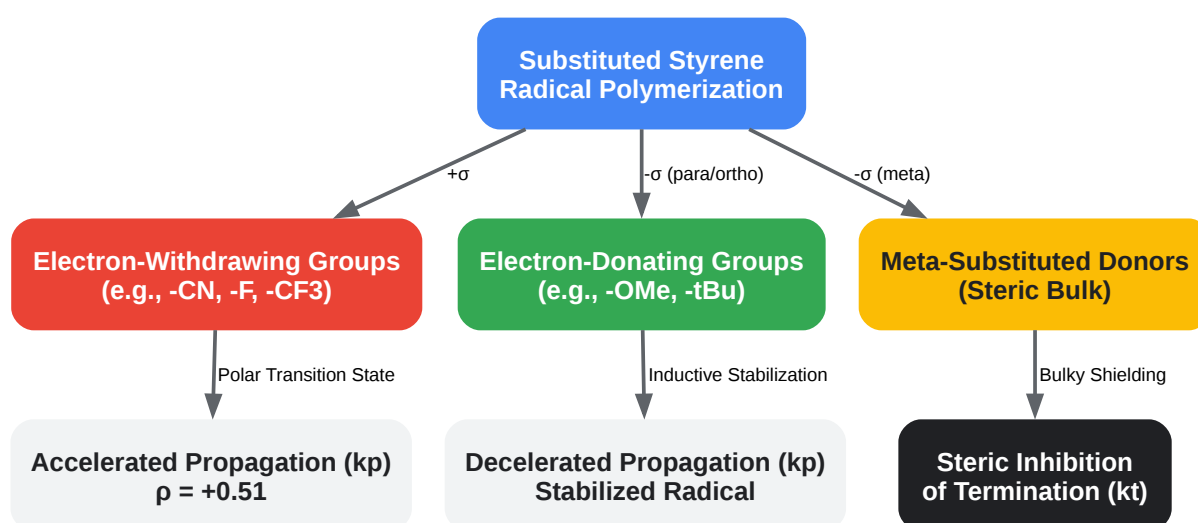 Substituted Styrene
Radical Polymerization
+σ
-σ (para/ortho)
-σ (meta)
Electron-Withdrawing Groups
(e.g., -CN, -F, -CF3)
Electron-Donating Groups
(e.g., -OMe, -tBu)
Meta-Substituted Donors
(Steric Bulk)
Polar Transition State
Inductive Stabilization
Bulky Shielding
Accelerated Propagation (kp)
ρ = +0.51
Decelerated Propagation (kp)
Stabilized Radical
Steric Inhibition
of Termination (kt)